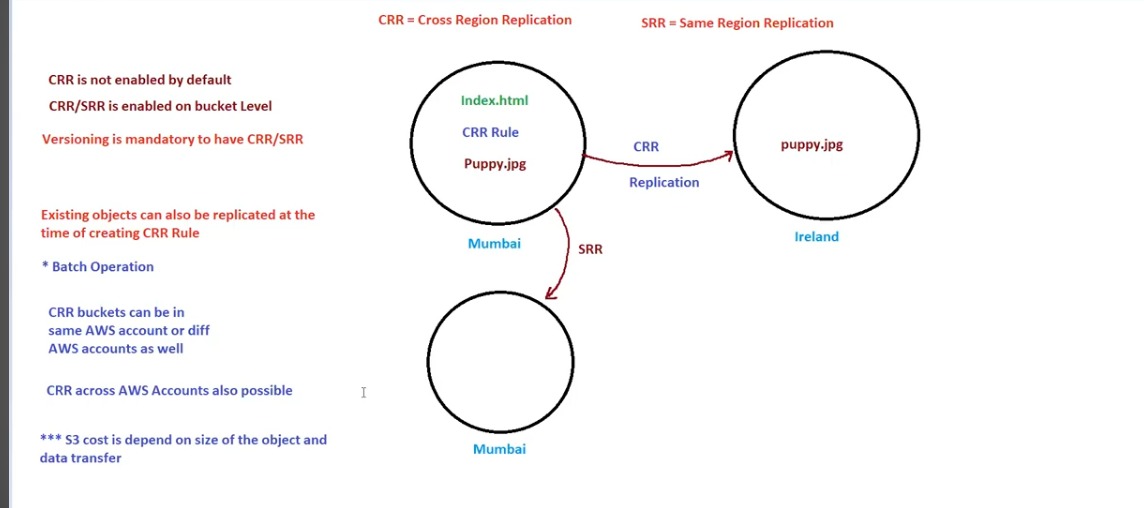 CRR = Cross Region Replication
SRR = Same Region Replication
CRR is not enabled by default
CRR/SRR is enabled on bucket Level
Versioning is mandatory to have CRR/SRR
Existing objects can also be replicated at the
time of creating CRR Rule
* Batch Operation
CRR buckets can be in
same AWS account or diff
AWS accounts as well
CRR across AWS Accounts also possible
*** S3 cost is depend on size of the object and
data transfer
Index.html
CRR Rule
Puppy.jpg
Mumbai
CRR
Replication
puppy.jpg
Ireland
SRR
Mumbai